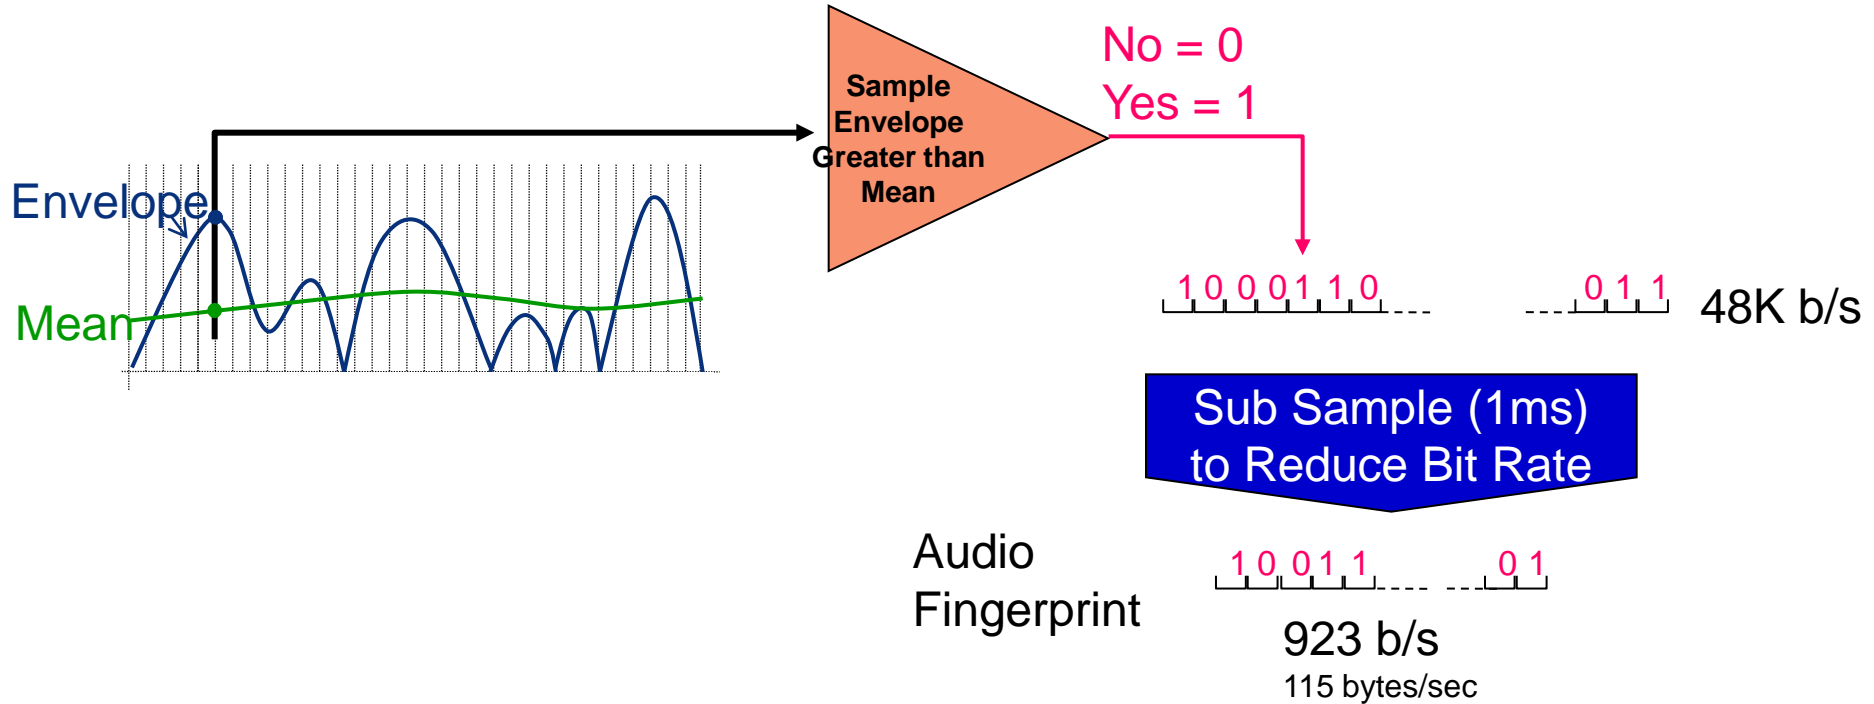 No = 0
Yes = 1
Sample
Envelope
Greater than
Mean
Envelope
Mean
1 0 0 0 1 1 0
0 1 1
48K b/s
Sub Sample (1ms)
to Reduce Bit Rate
Audio
Fingerprint
1 0 0 1 1
0 1
923 b/s
115 bytes/sec